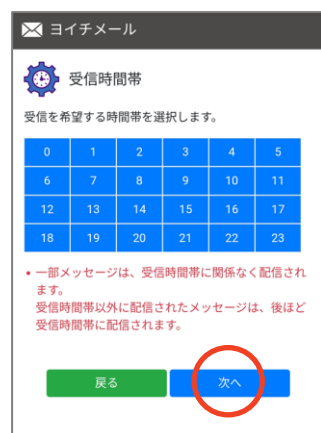 ヨイチメール
受信時間帯
受信を希望する時間帯を選択します。
0 1 2 3 4 5
6 7 8 9 10 11
12 13 14 15 16 17
18 19 20 21 22 23
• 一部メッセージは、受信時間帯に関係なく配信され
ます。
受信時間帯以外に配信されたメッセージは、後ほど
受信時間帯に配信されます。
戻る 次へ